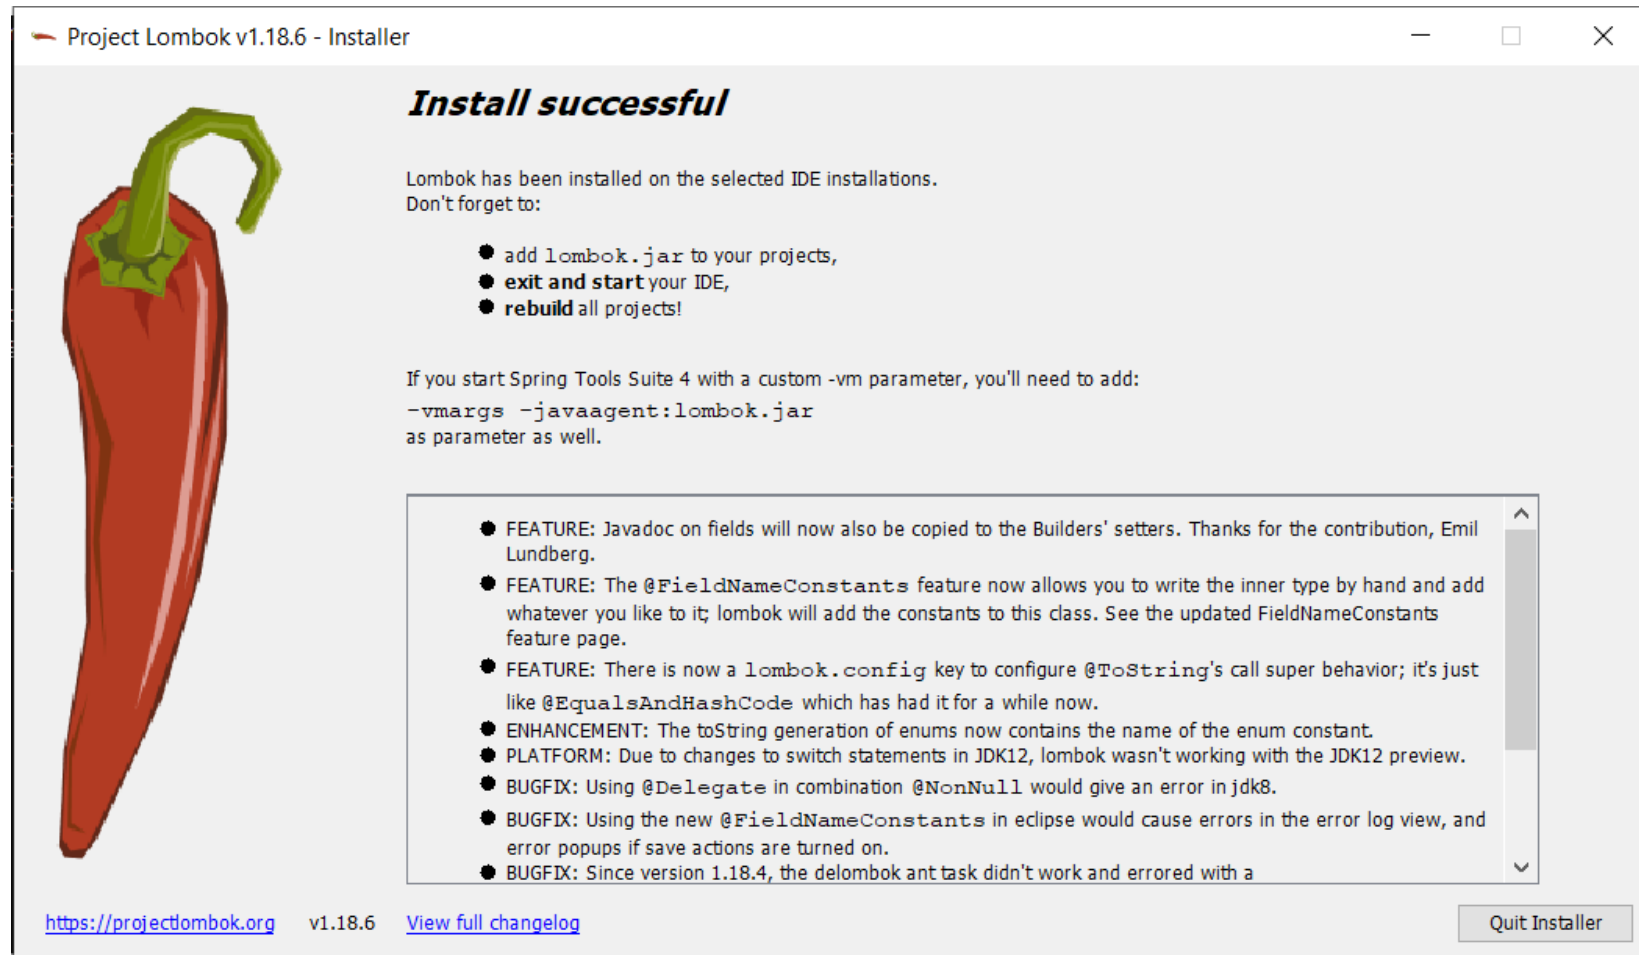 Project Lombok v1.18.6 - Installer
Install successful
Lombok has been installed on the selected IDE installations.
Don't forget to:
add lombok.jar to your projects,
exit and start your IDE,
rebuild all projects!
If you start Spring Tools Suite 4 with a custom -vm parameter, you'll need to add:
-vmargs -javaagent:lombok.jar
as parameter as well.
FEATURE: Javadoc on fields will now also be copied to the Builders' setters. Thanks for the contribution, Emil
Lundberg.
FEATURE: The @FieldNameConstants feature now allows you to write the inner type by hand and add
whatever you like to it; lombok will add the constants to this class. See the updated FieldNameConstants
feature page.
FEATURE: There is now a lombok.config key to configure @ToString's call super behavior; it's just
like @EqualsAndHashCode which has had it for a while now.
ENHANCEMENT: The toString generation of enums now contains the name of the enum constant.
PLATFORM: Due to changes to switch statements in JDK12, lombok wasn't working with the JDK12 preview.
BUGFIX: Using @Delegate in combination @NonNull would give an error in jdk8.
BUGFIX: Using the new @FieldNameConstants in eclipse would cause errors in the error log view, and
error popups if save actions are turned on.
BUGFIX: Since version 1.18.4, the delombok ant task didn't work and errored with a
https://projectlombok.org v1.18.6 View full changelog Quit Installer